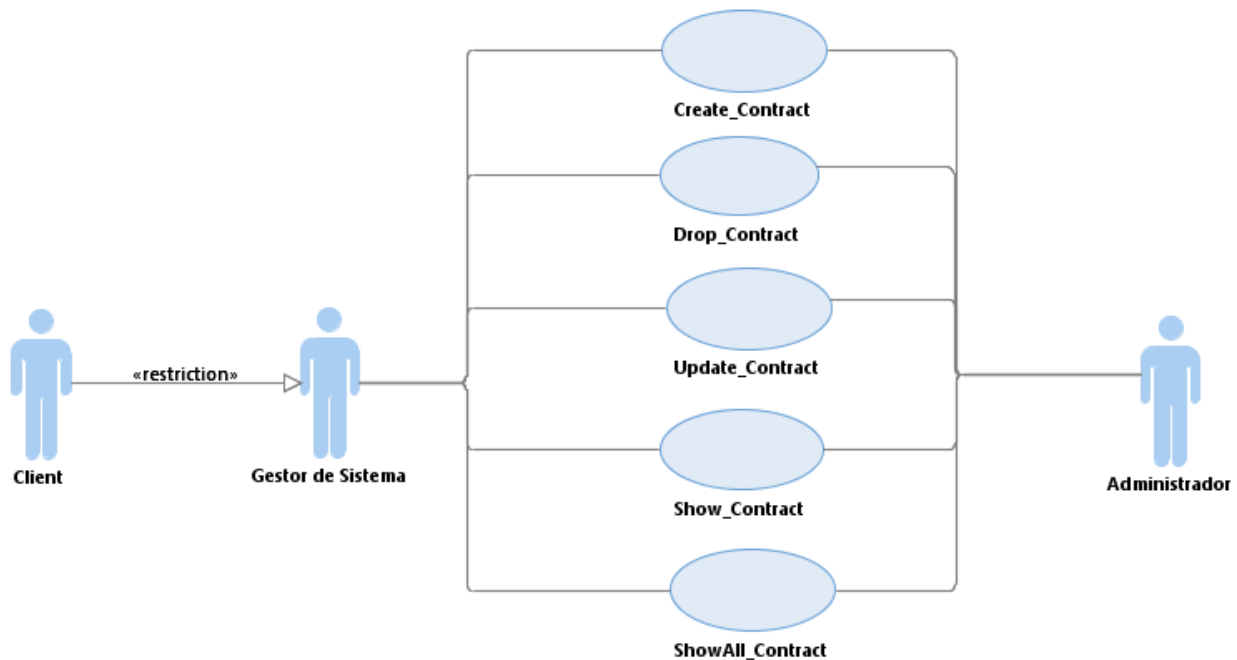 Create_Contract
Drop_Contract
Update_Contract
«restriction»
Client
Gestor de Sistema
Administrador
Show_Contract
ShowAll_Contract